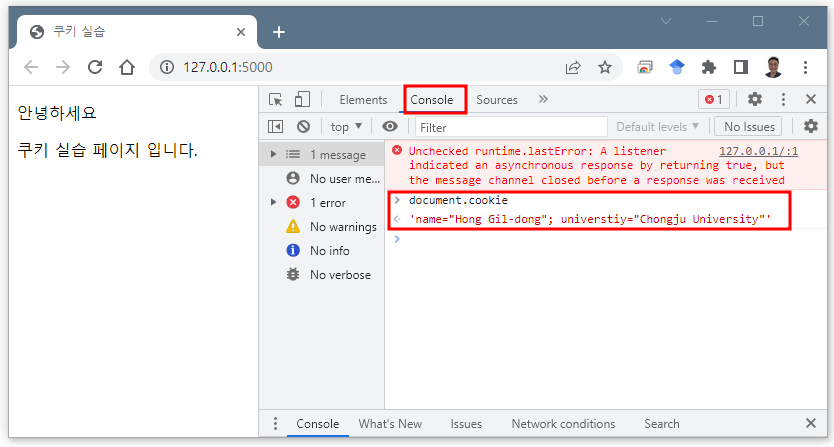 쿠키 실습
127.0.0.1:5000
안녕하세요
쿠키 실습 페이지 입니다.
Elements Console Sources » 1
top ▼ Filter Default levels ▼ No Issues
1 message
No user me...
1 error
No warnings
No info
No verbose
Unchecked runtime.lastError: A listener 127.0.0.1/:1
indicated an asynchronous response by returning true, but
the message channel closed before a response was received
document.cookie
'name="Hong Gil-dong"; universtiy="Chongju University"'
Console What's New Issues Network conditions Search